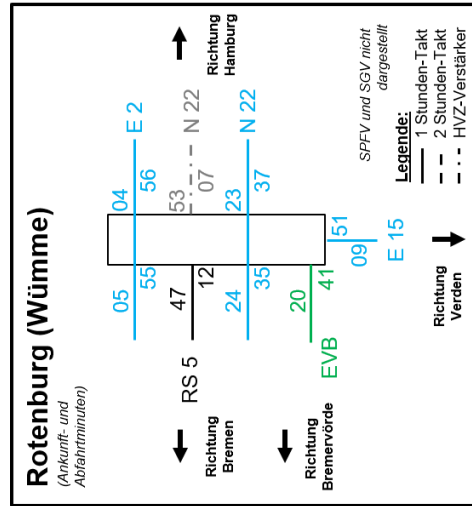 Rotenburg (Wümme)
(Ankunft- und
Abfahrtminuten)
Richtung
Bremen
Richtung
Bremervörde
Richtung
Hamburg
Richtung
Verden
05
55
04
56
E 2
RS 5
47
12
53
07
N 22
24
35
23
37
N 22
EVB
20
41
09
51
E 15
SPFV und SGV nicht
dargestellt
Legende:
1 Stunden-Takt
2 Stunden-Takt
HVZ-Verstärker